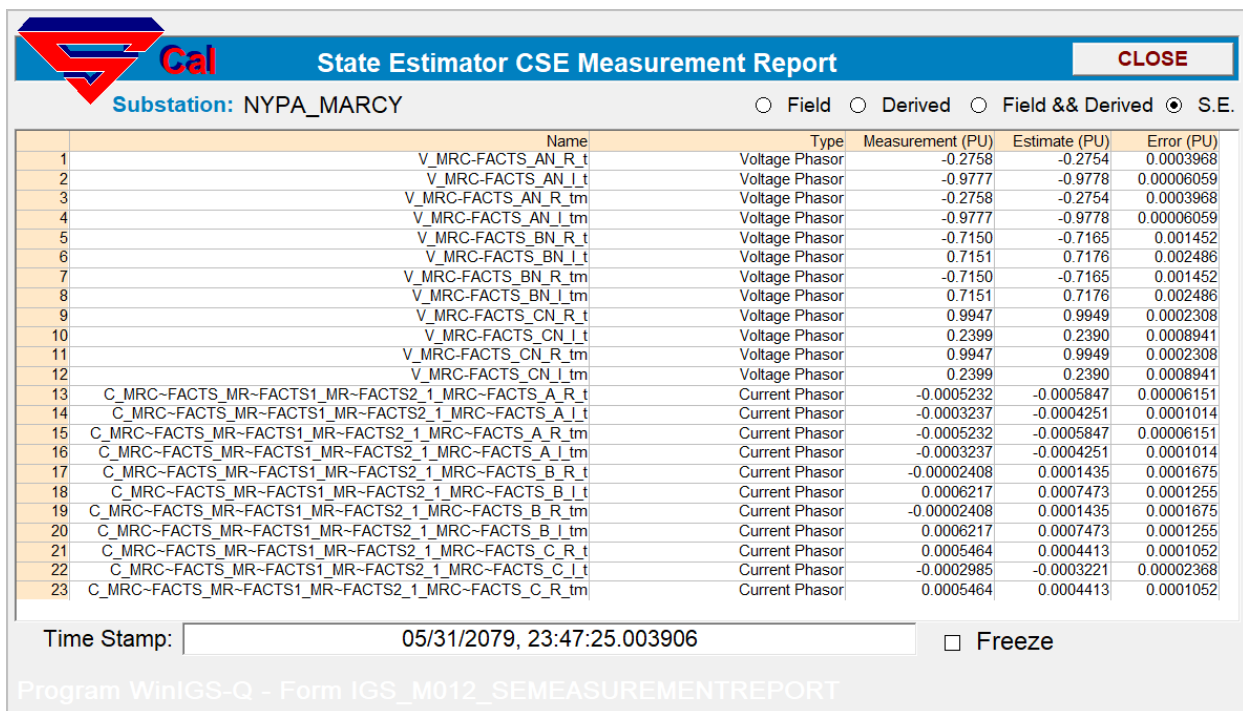 Cal State Estimator CSE Measurement Report CLOSE
Substation: NYPA_MARCY Field Derived Field && Derived S.E.
Name Type Measurement (PU) Estimate (PU) Error (PU)
1 V_MRC-FACTS_AN_R_t Voltage Phasor -0.2758 -0.2754 0.0003968
2 V_MRC-FACTS_AN_I_t Voltage Phasor -0.9777 -0.9778 0.00006059
3 V_MRC-FACTS_AN_R_tm Voltage Phasor -0.2758 -0.2754 0.0003968
4 V_MRC-FACTS_AN_I_tm Voltage Phasor -0.9777 -0.9778 0.00006059
5 V_MRC-FACTS_BN_R_t Voltage Phasor -0.7150 -0.7165 0.001452
6 V_MRC-FACTS_BN_I_t Voltage Phasor 0.7151 0.7176 0.002486
7 V_MRC-FACTS_BN_R_tm Voltage Phasor -0.7150 -0.7165 0.001452
8 V_MRC-FACTS_BN_I_tm Voltage Phasor 0.7151 0.7176 0.002486
9 V_MRC-FACTS_CN_R_t Voltage Phasor 0.9947 0.9949 0.0002308
10 V_MRC-FACTS_CN_I_t Voltage Phasor 0.2399 0.2390 0.0008941
11 V_MRC-FACTS_CN_R_tm Voltage Phasor 0.9947 0.9949 0.0002308
12 V_MRC-FACTS_CN_I_tm Voltage Phasor 0.2399 0.2390 0.0008941
13 C_MRC~FACTS_MR~FACTS1_MR~FACTS2_1_MRC~FACTS_A_R_t Current Phasor -0.0005232 -0.0005847 0.00006151
14 C_MRC~FACTS_MR~FACTS1_MR~FACTS2_1_MRC~FACTS_A_I_t Current Phasor -0.0003237 -0.0004251 0.0001014
15 C_MRC~FACTS_MR~FACTS1_MR~FACTS2_1_MRC~FACTS_A_R_tm Current Phasor -0.0005232 -0.0005847 0.00006151
16 C_MRC~FACTS_MR~FACTS1_MR~FACTS2_1_MRC~FACTS_A_I_tm Current Phasor -0.0003237 -0.0004251 0.0001014
17 C_MRC~FACTS_MR~FACTS1_MR~FACTS2_1_MRC~FACTS_B_R_t Current Phasor -0.00002408 0.0001435 0.0001675
18 C_MRC~FACTS_MR~FACTS1_MR~FACTS2_1_MRC~FACTS_B_I_t Current Phasor 0.0006217 0.0007473 0.0001255
19 C_MRC~FACTS_MR~FACTS1_MR~FACTS2_1_MRC~FACTS_B_R_tm Current Phasor -0.00002408 0.0001435 0.0001675
20 C_MRC~FACTS_MR~FACTS1_MR~FACTS2_1_MRC~FACTS_B_I_tm Current Phasor 0.0006217 0.0007473 0.0001255
21 C_MRC~FACTS_MR~FACTS1_MR~FACTS2_1_MRC~FACTS_C_R_t Current Phasor 0.0005464 0.0004413 0.0001052
22 C_MRC~FACTS_MR~FACTS1_MR~FACTS2_1_MRC~FACTS_C_I_t Current Phasor -0.0002985 -0.0003221 0.00002368
23 C_MRC~FACTS_MR~FACTS1_MR~FACTS2_1_MRC~FACTS_C_R_tm Current Phasor 0.0005464 0.0004413 0.0001052
Time Stamp: 05/31/2079, 23:47:25.003906 Freeze
Program WinIGS-Q - Form IGS_M012_SEMEASUREMENTREPORT